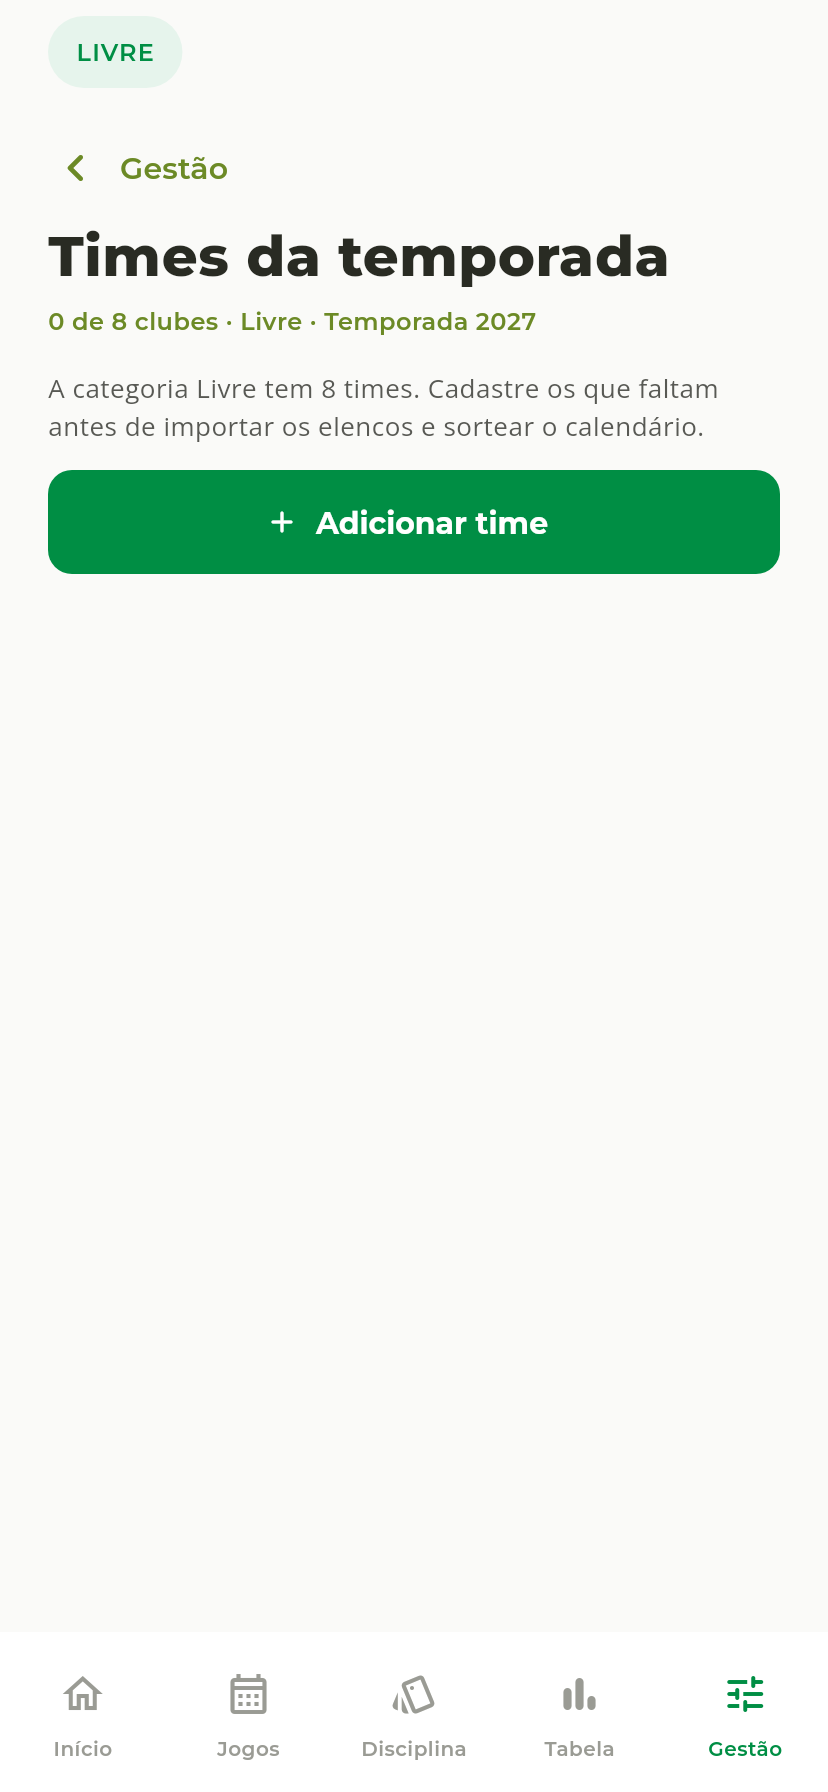 LIVRE
Gestão
Times da temporada
0 de 8 clubes · Livre · Temporada 2027
A categoria Livre tem 8 times. Cadastre os que faltam
antes de importar os elencos e sortear o calendário.
+ Adicionar time
Início
Jogos
Disciplina
Tabela
Gestão